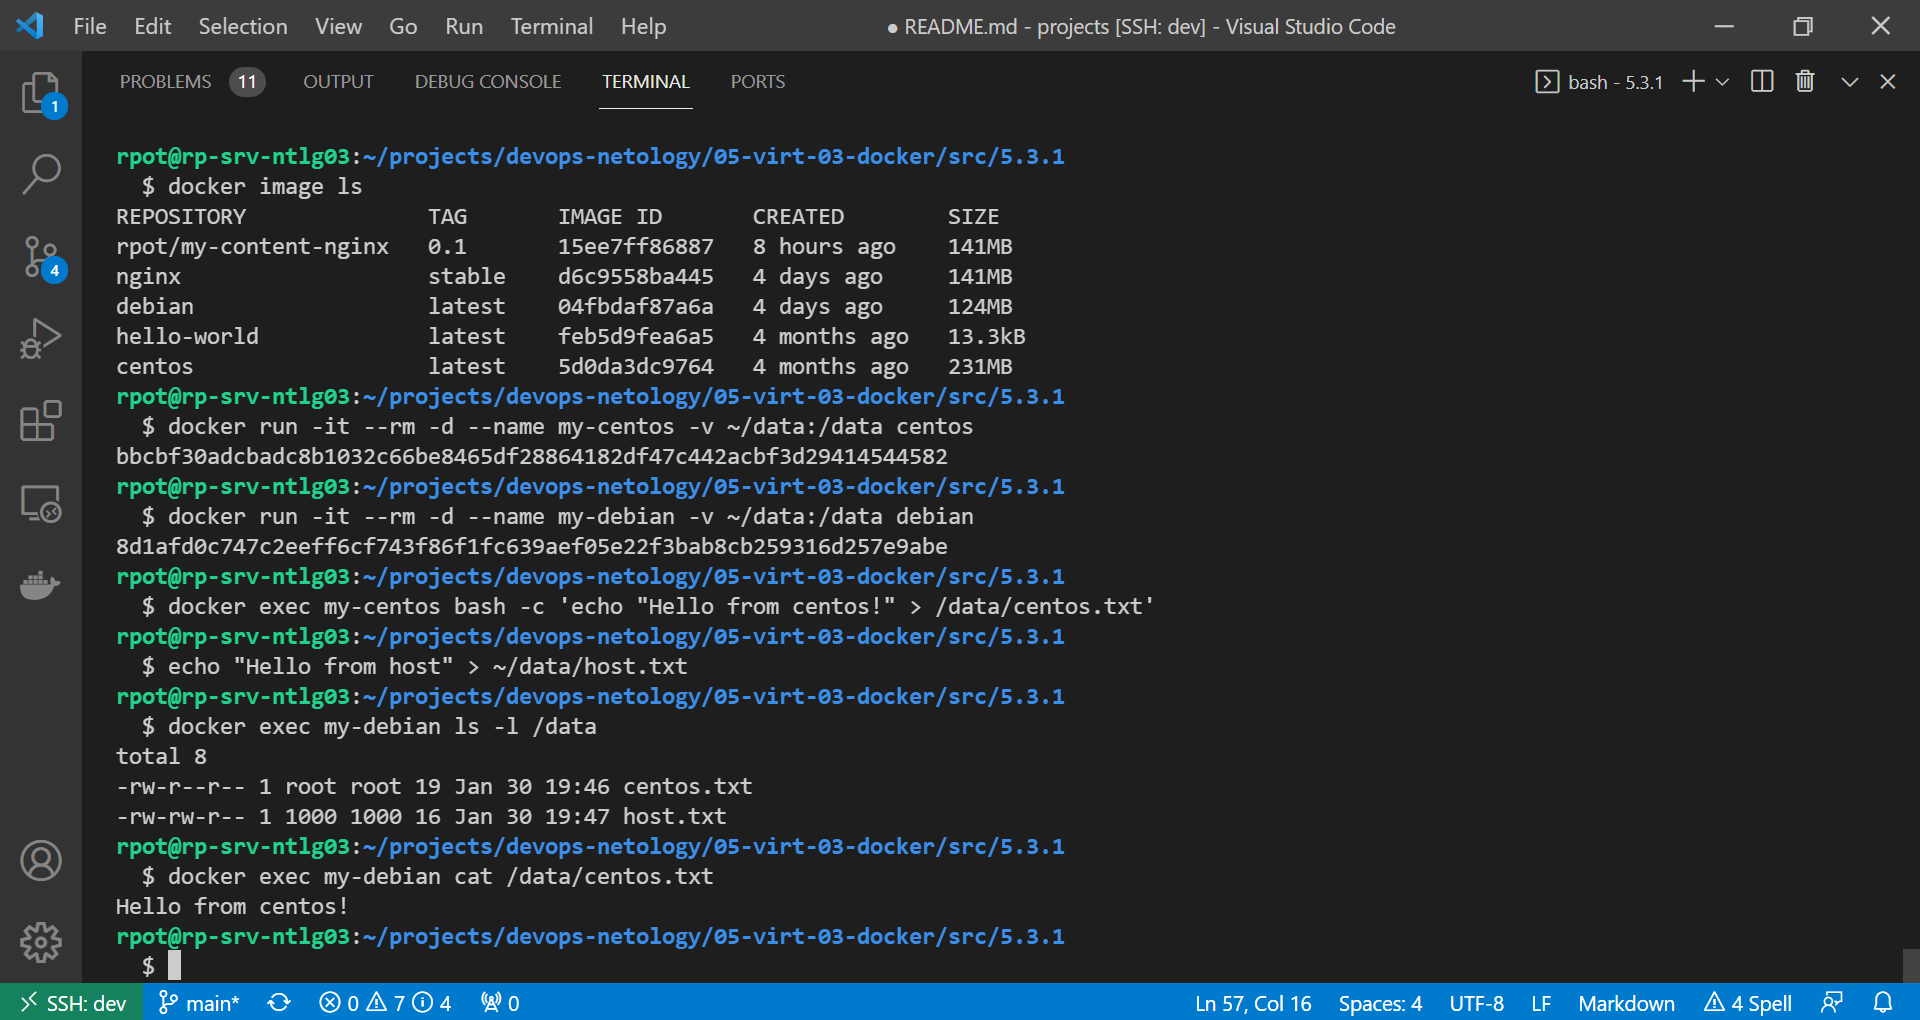 File Edit Selection View Go Run Terminal Help ● README.md - projects [SSH: dev] - Visual Studio Code
PROBLEMS 11 OUTPUT DEBUG CONSOLE TERMINAL PORTS bash - 5.3.1
1
4
rpot@rp-srv-ntlg03:~/projects/devops-netology/05-virt-03-docker/src/5.3.1
  $ docker image ls
REPOSITORY              TAG       IMAGE ID       CREATED        SIZE
rpot/my-content-nginx   0.1       15ee7ff86887   8 hours ago    141MB
nginx                   stable    d6c9558ba445   4 days ago     141MB
debian                  latest    04fbdaf87a6a   4 days ago     124MB
hello-world             latest    feb5d9fea6a5   4 months ago   13.3kB
centos                  latest    5d0da3dc9764   4 months ago   231MB
rpot@rp-srv-ntlg03:~/projects/devops-netology/05-virt-03-docker/src/5.3.1
  $ docker run -it --rm -d --name my-centos -v ~/data:/data centos
bbcbf30adcbadc8b1032c66be8465df28864182df47c442acbf3d29414544582
rpot@rp-srv-ntlg03:~/projects/devops-netology/05-virt-03-docker/src/5.3.1
  $ docker run -it --rm -d --name my-debian -v ~/data:/data debian
8d1afd0c747c2eeff6cf743f86f1fc639aef05e22f3bab8cb259316d257e9abe
rpot@rp-srv-ntlg03:~/projects/devops-netology/05-virt-03-docker/src/5.3.1
  $ docker exec my-centos bash -c 'echo "Hello from centos!" > /data/centos.txt'
rpot@rp-srv-ntlg03:~/projects/devops-netology/05-virt-03-docker/src/5.3.1
  $ echo "Hello from host" > ~/data/host.txt
rpot@rp-srv-ntlg03:~/projects/devops-netology/05-virt-03-docker/src/5.3.1
  $ docker exec my-debian ls -l /data
total 8
-rw-r--r-- 1 root root 19 Jan 30 19:46 centos.txt
-rw-rw-r-- 1 1000 1000 16 Jan 30 19:47 host.txt
rpot@rp-srv-ntlg03:~/projects/devops-netology/05-virt-03-docker/src/5.3.1
  $ docker exec my-debian cat /data/centos.txt
Hello from centos!
rpot@rp-srv-ntlg03:~/projects/devops-netology/05-virt-03-docker/src/5.3.1
  $
SSH: dev main* 0 7 4 0 Ln 57, Col 16 Spaces: 4 UTF-8 LF Markdown 4 Spell